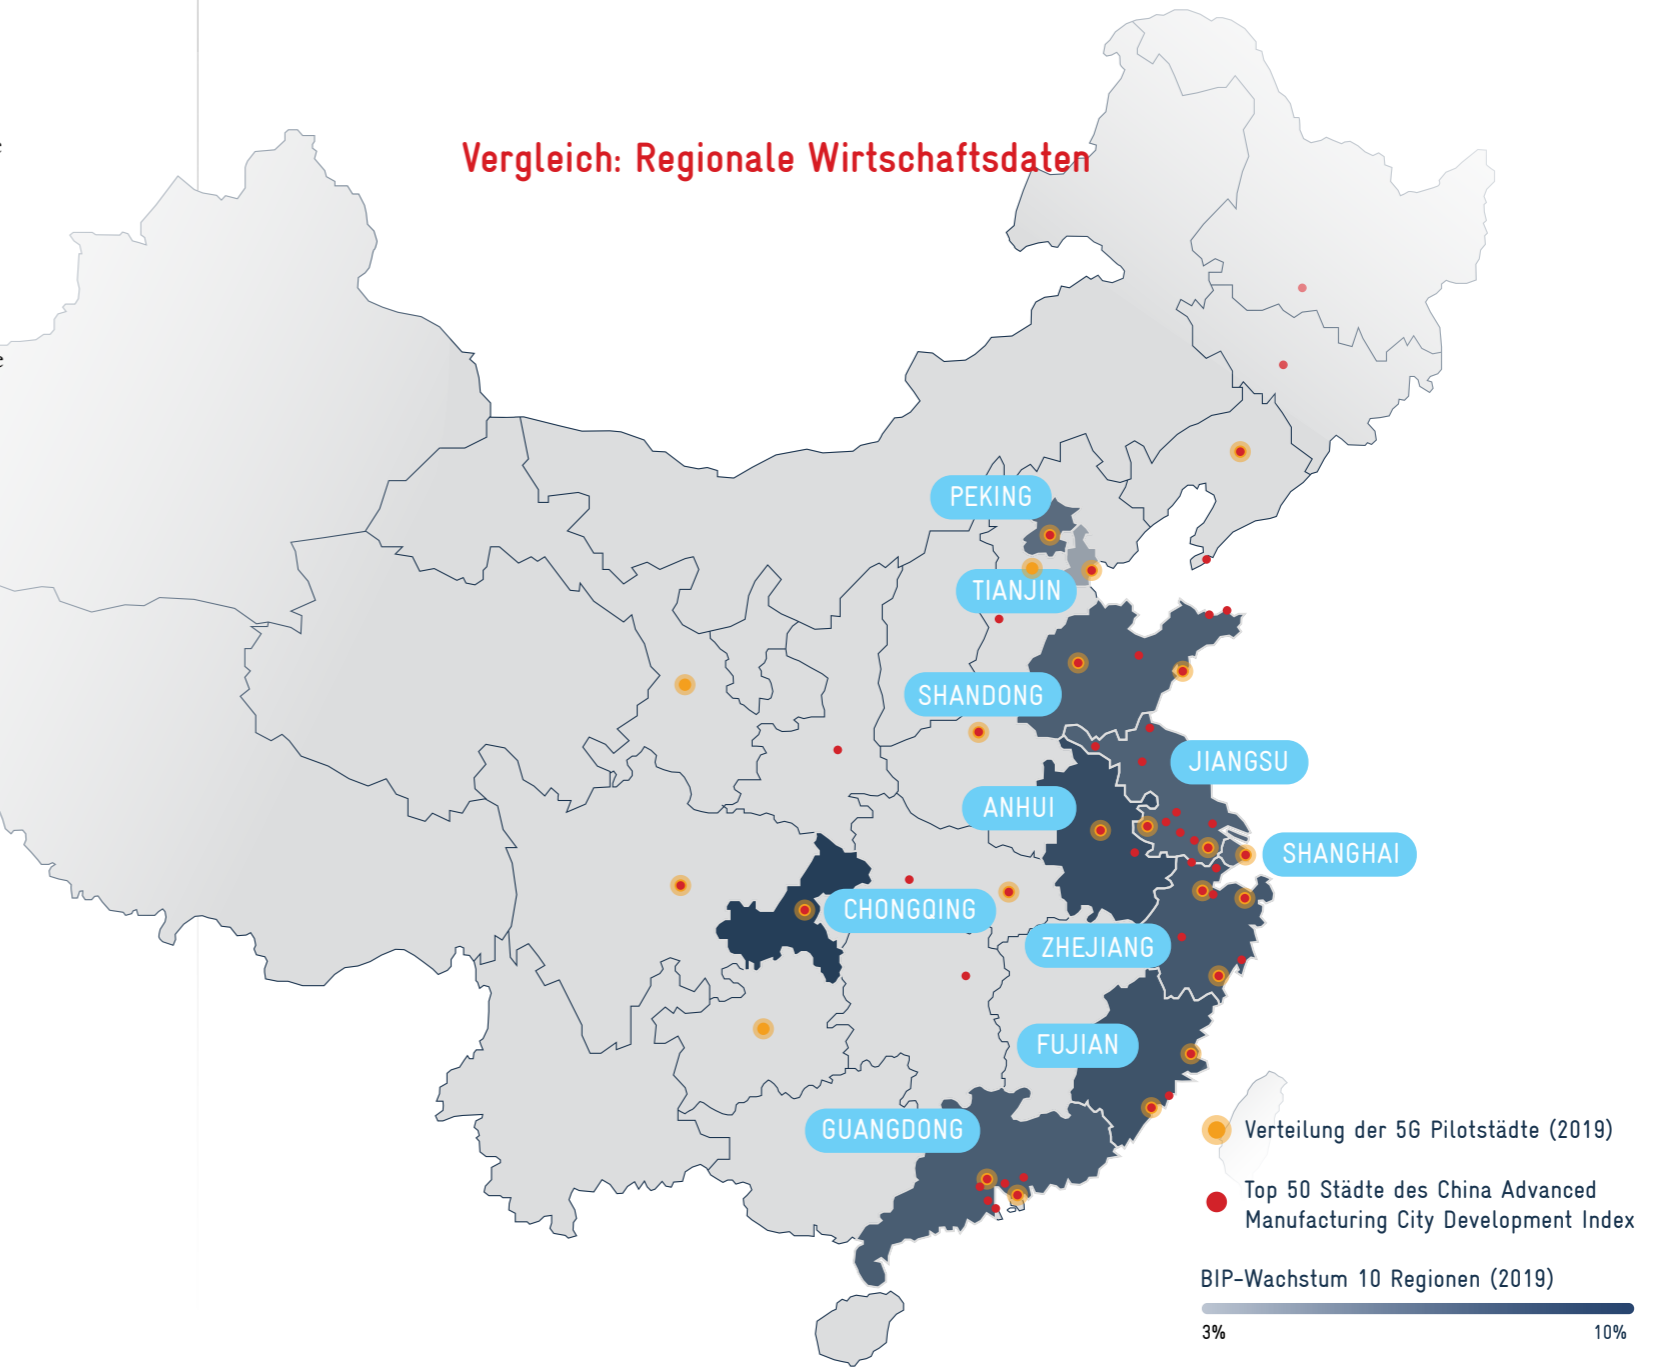 e
Vergleich: Regionale Wirtschaftsdaten
e
PEKING
TIANJIN
SHANDONG
JIANGSU
ANHUI
SHANGHAI
CHONGQING
ZHEJIANG
FUJIAN
GUANGDONG
Verteilung der 5G Pilotstädte (2019)
Top 50 Städte des China Advanced
Manufacturing City Development Index
BIP-Wachstum 10 Regionen (2019)
3% 10%